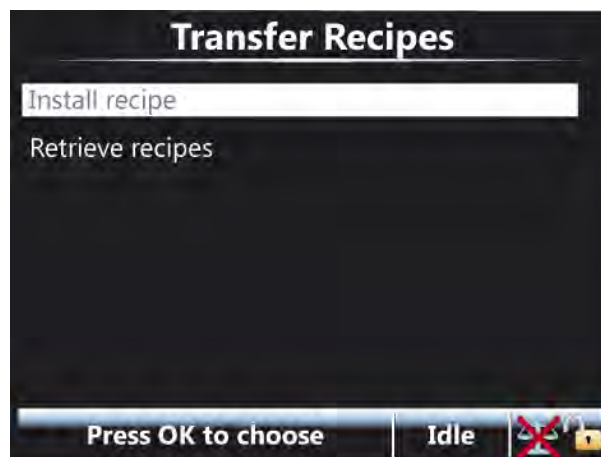 Transfer Recipes
Install recipe
Retrieve recipes
Press OK to choose
Idle